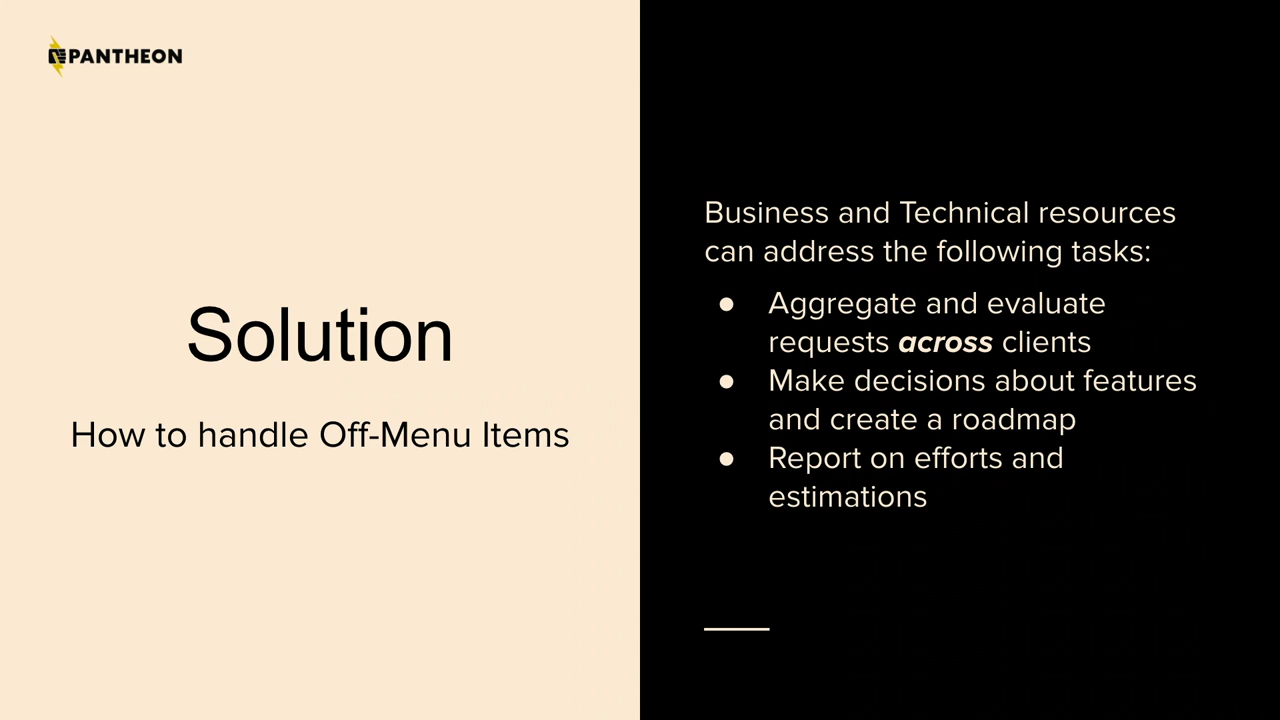 PANTHEON
Solution
How to handle Off-Menu Items
Business and Technical resources
can address the following tasks:
● Aggregate and evaluate
requests across clients
● Make decisions about features
and create a roadmap
● Report on efforts and
estimations